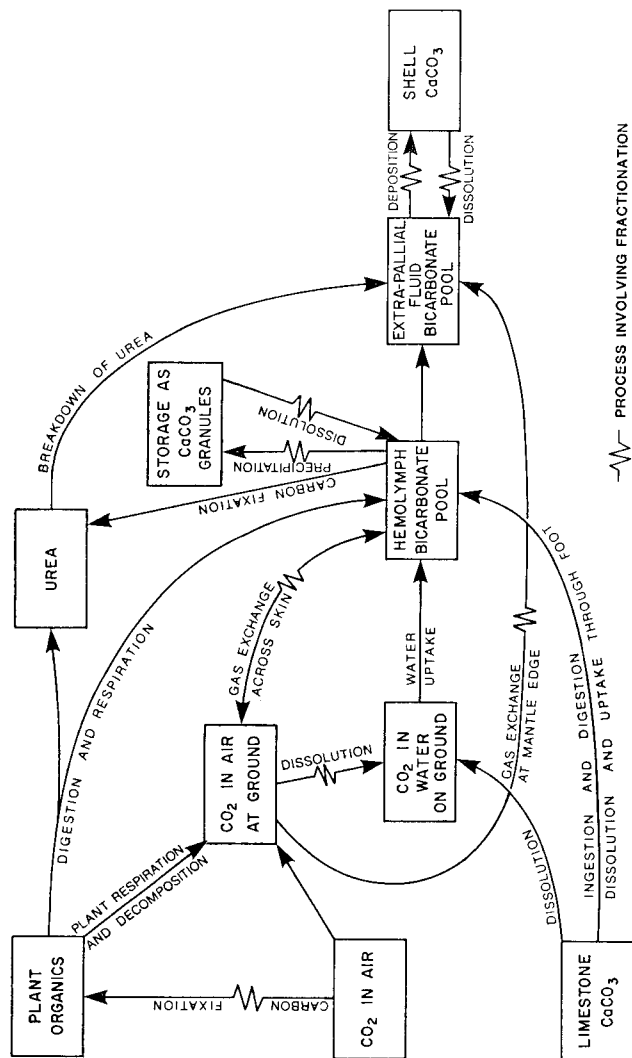 PLANT
ORGANICS
CARBON
FIXATION
CO2 IN AIR
LIMESTONE
CaCO3
PLANT RESPIRATION
AND DECOMPOSITION
DIGESTION AND RESPIRATION
CO2 IN AIR
AT GROUND
DISSOLUTION
CO2 IN
WATER
ON GROUND
DISSOLUTION
INGESTION AND DIGESTION
DISSOLUTION AND UPTAKE THROUGH FOOT
GAS EXCHANGE
AT MANTLE EDGE
GAS EXCHANGE
ACROSS SKIN
WATER
UPTAKE
UREA
CARBON FIXATION
BREAKDOWN OF UREA
STORAGE AS
CaCO3
GRANULES
PRECIPITATION
DISSOLUTION
HEMOLYMPH
BICARBONATE
POOL
EXTRA-PALLIAL
FLUID
BICARBONATE
POOL
DEPOSITION
DISSOLUTION
SHELL
CaCO3
PROCESS INVOLVING FRACTIONATION